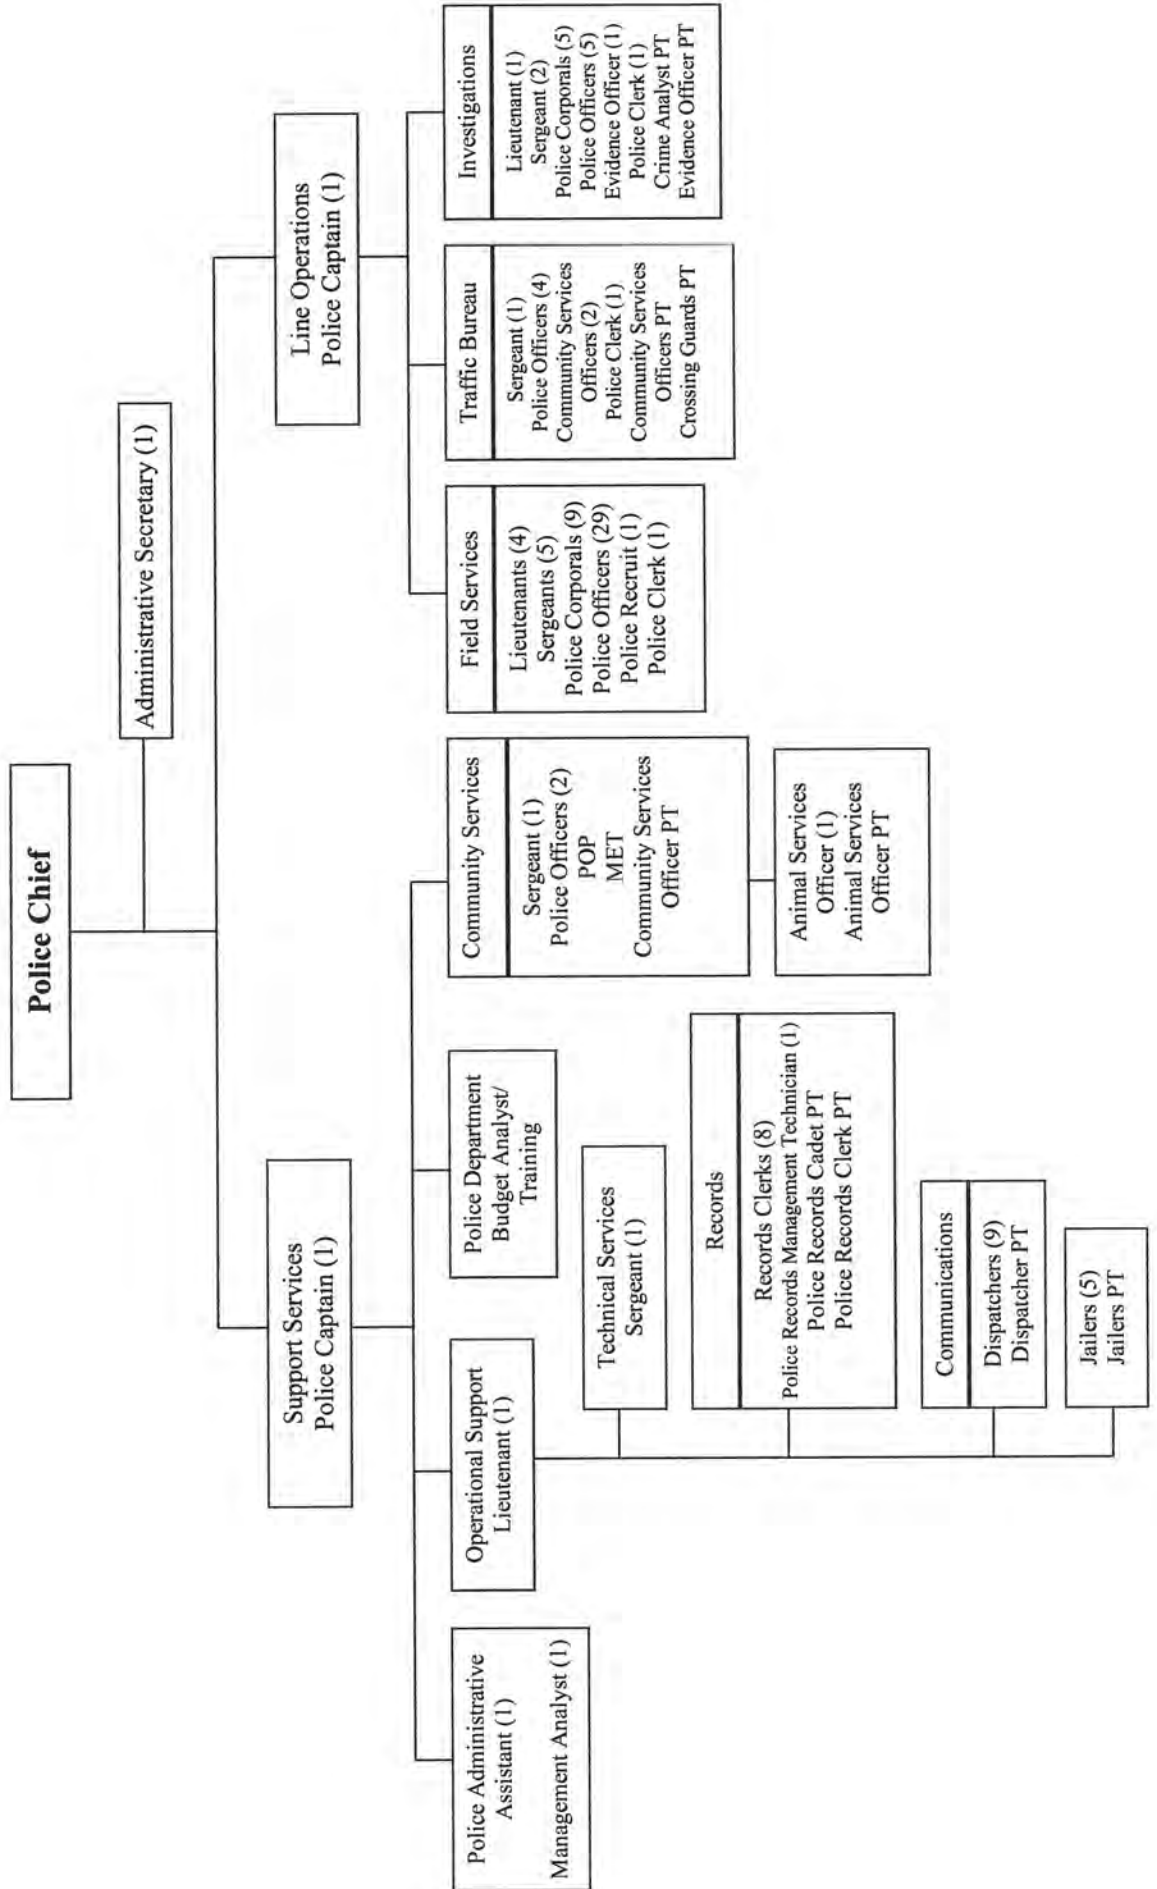 Police Chief
Administrative Secretary (1)
Support Services
Police Captain (1)
Line Operations
Police Captain (1)
Police Administrative
Assistant (1)
Management Analyst (1)
Operational Support
Lieutenant (1)
Police Department
Budget Analyst/
Training
Community Services
Sergeant (1)
Police Officers (2)
POP
MET
Community Services
Officer PT
Field Services
Lieutenants (4)
Sergeants (5)
Police Corporals (9)
Police Officers (29)
Police Recruit (1)
Police Clerk (1)
Traffic Bureau
Sergeant (1)
Police Officers (4)
Community Services
Officers (2)
Police Clerk (1)
Community Services
Officers PT
Crossing Guards PT
Investigations
Lieutenant (1)
Sergeant (2)
Police Corporals (5)
Police Officers (5)
Evidence Officer (1)
Police Clerk (1)
Crime Analyst PT
Evidence Officer PT
Technical Services
Sergeant (1)
Records
Records Clerks (8)
Police Records Management Technician (1)
Police Records Cadet PT
Police Records Clerk PT
Animal Services
Officer (1)
Animal Services
Officer PT
Communications
Dispatchers (9)
Dispatcher PT
Jailers (5)
Jailers PT